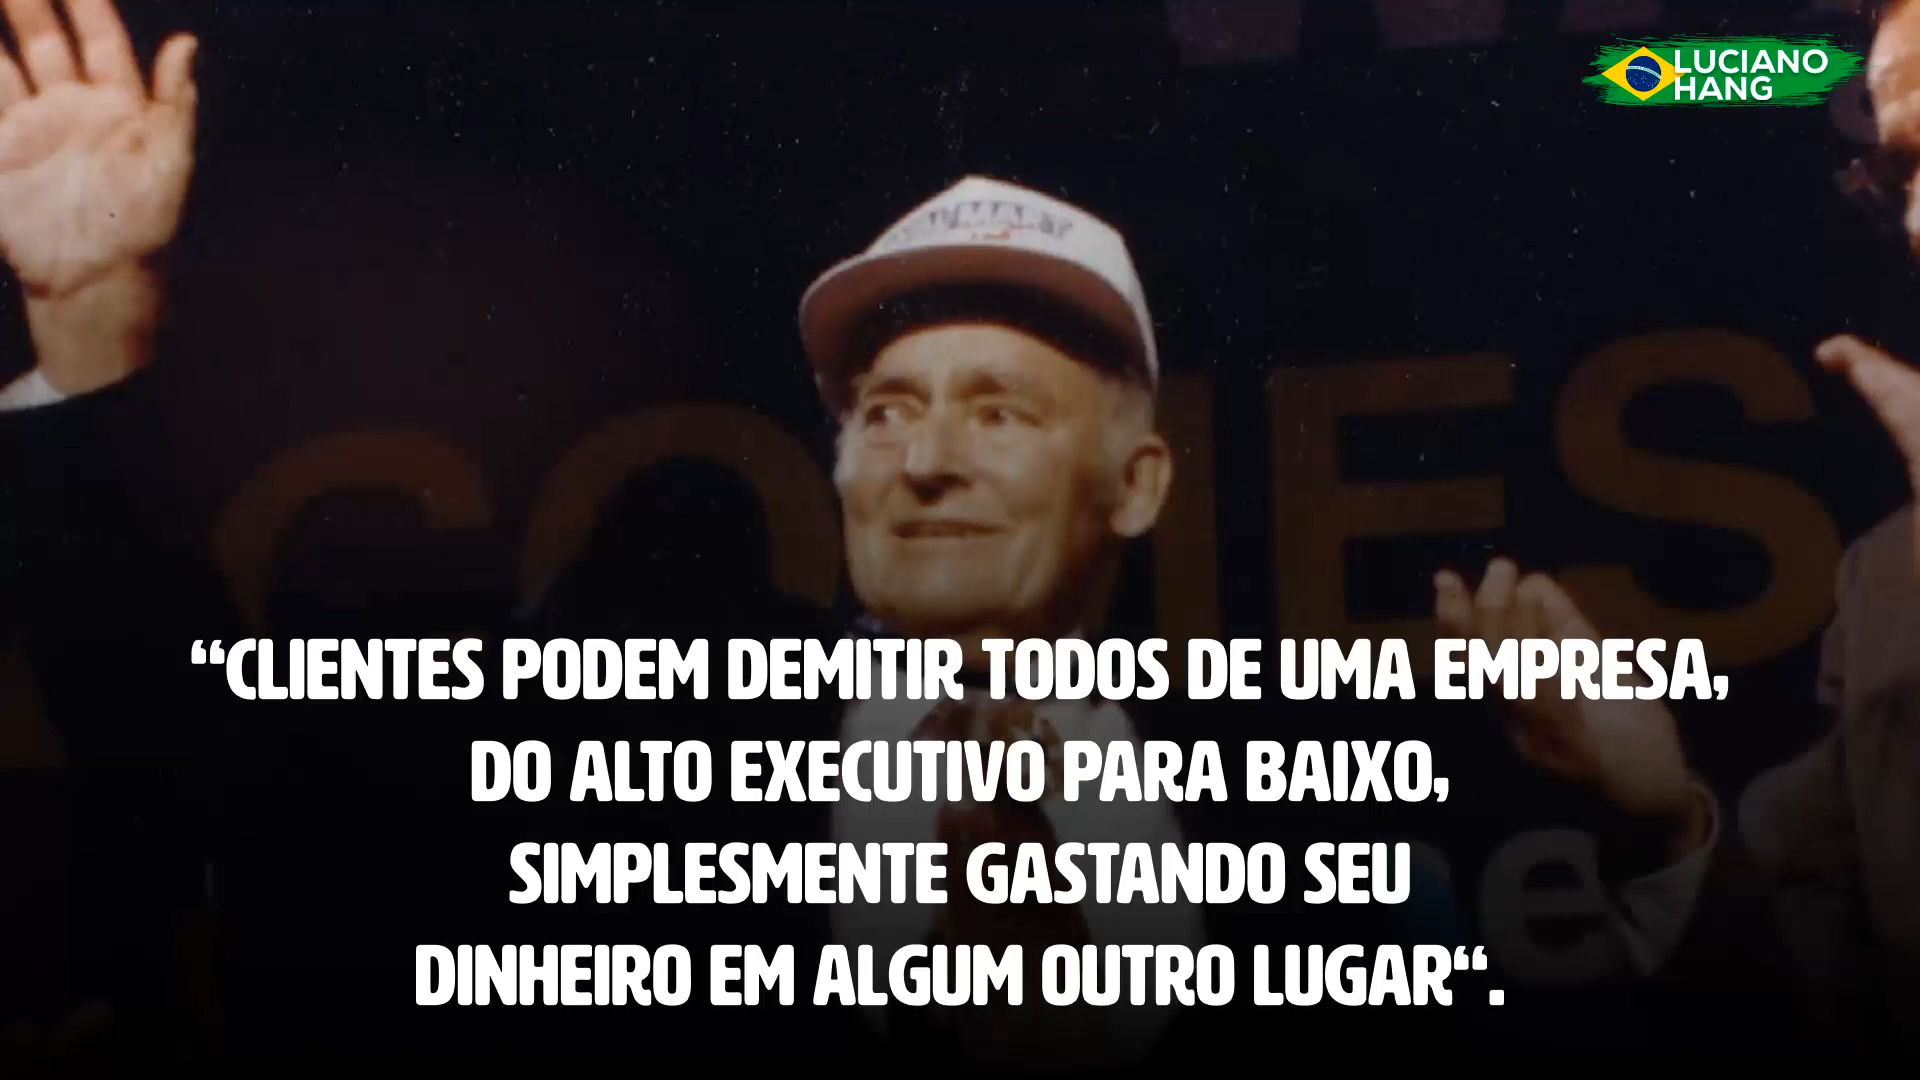 LUCIANO
HANG
“CLIENTES PODEM DEMITIR TODOS DE UMA EMPRESA,
DO ALTO EXECUTIVO PARA BAIXO,
SIMPLESMENTE GASTANDO SEU
DINHEIRO EM ALGUM OUTRO LUGAR“.